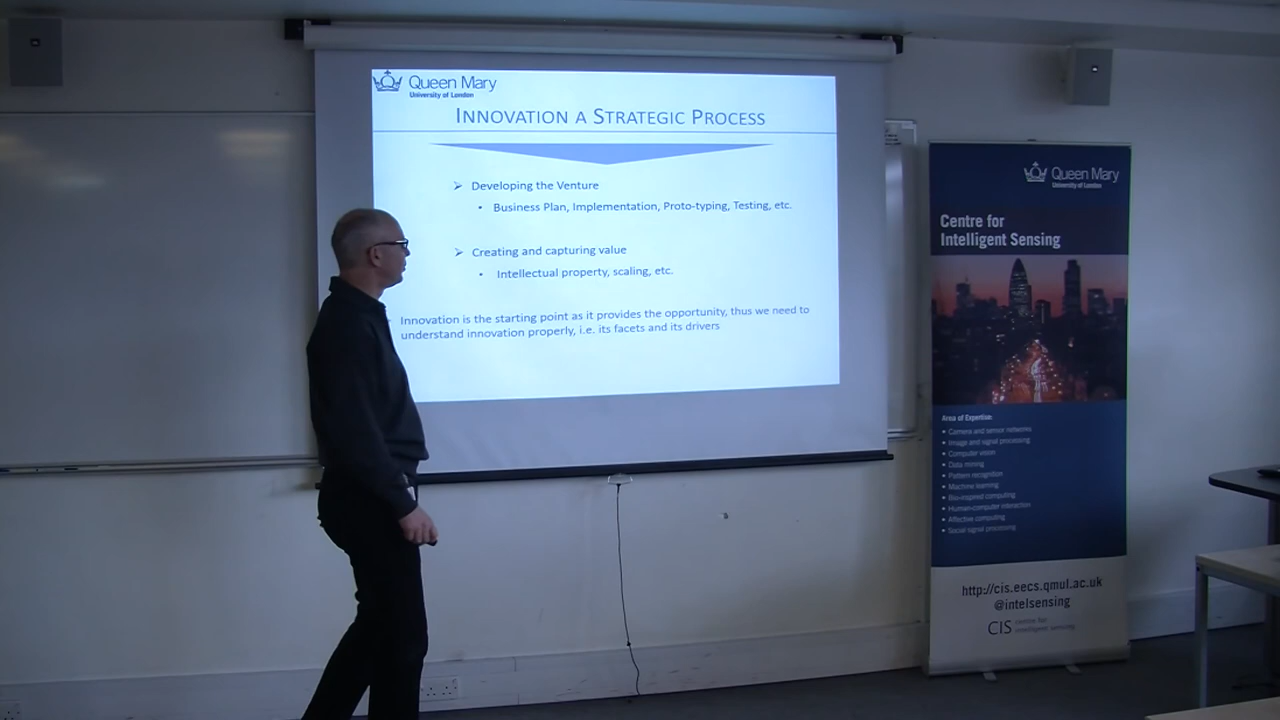 Queen Mary
University of London
INNOVATION A STRATEGIC PROCESS
➢ Developing the Venture
• Business Plan, Implementation, Proto-typing, Testing, etc.
➢ Creating and capturing value
• Intellectual property, scaling, etc.
Innovation is the starting point as it provides the opportunity, thus we need to
understand innovation properly, i.e. its facets and its drivers
Queen Mary
University of London
Centre for
Intelligent Sensing
Area of Expertise:
• Camera and sensor networks
• Image and signal processing
• Computer vision
• Data mining
• Pattern recognition
• Machine learning
• Bio-inspired computing
• Human-computer interaction
• Affective computing
• Social signal processing
http://cis.eecs.qmul.ac.uk
@intelsensing
CIS centre for
intelligent sensing